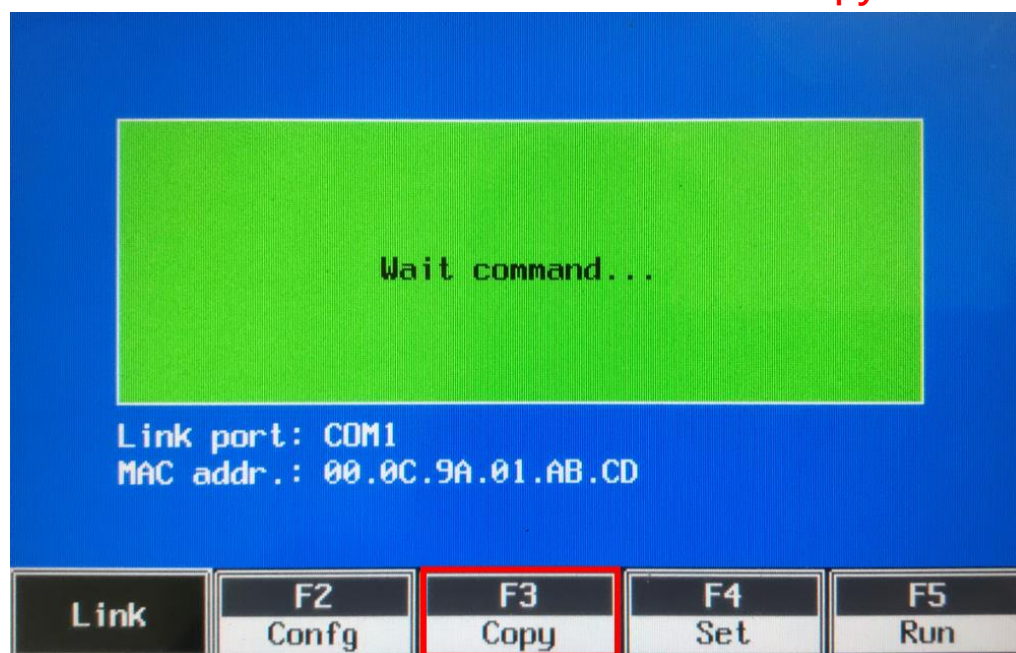 Wait command...
Link port: COM1
MAC addr.: 00.0C.9A.01.AB.CD
Link
F2
Confg
F3
Copy
F4
Set
F5
Run